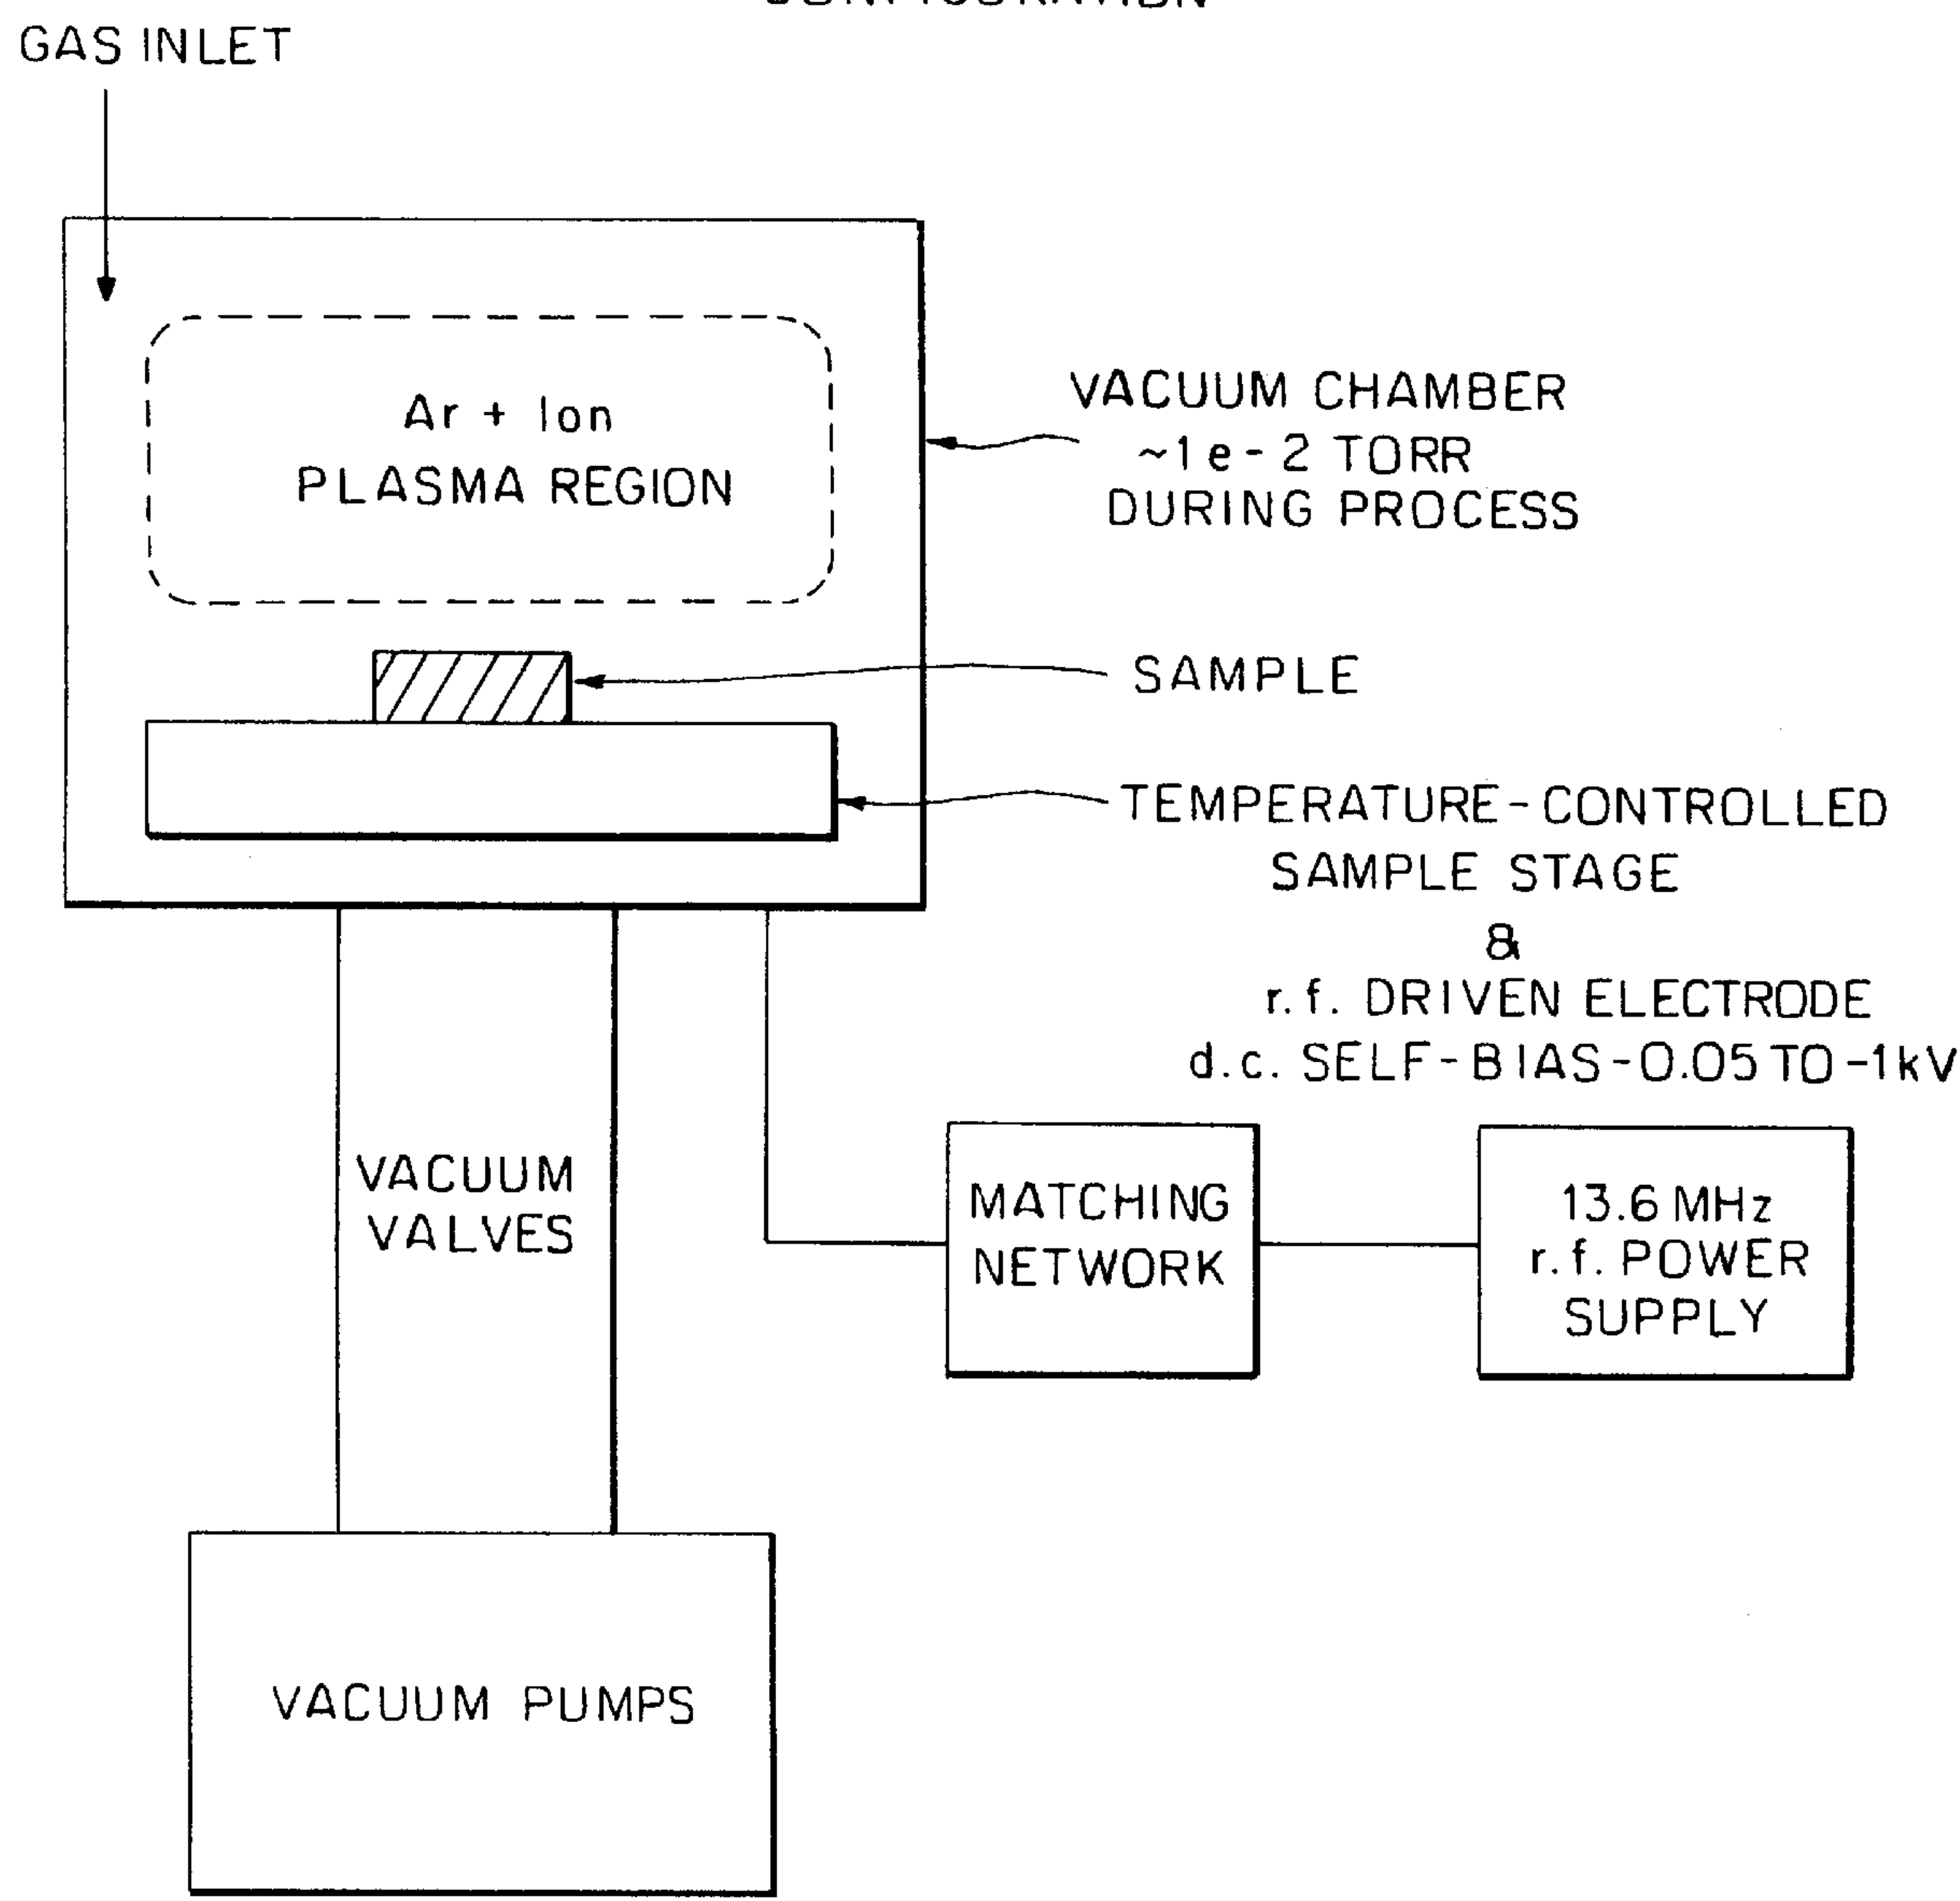 GAS INLET
Ar + Ion
PLASMA REGION
VACUUM CHAMBER
~1e-2 TORR
DURING PROCESS
SAMPLE
TEMPERATURE-CONTROLLED
SAMPLE STAGE
&
r.f. DRIVEN ELECTRODE
d.c. SELF-BIAS-0.05 TO -1kV
VACUUM
VALVES
MATCHING
NETWORK
13.6 MHz
r.f. POWER
SUPPLY
VACUUM PUMPS